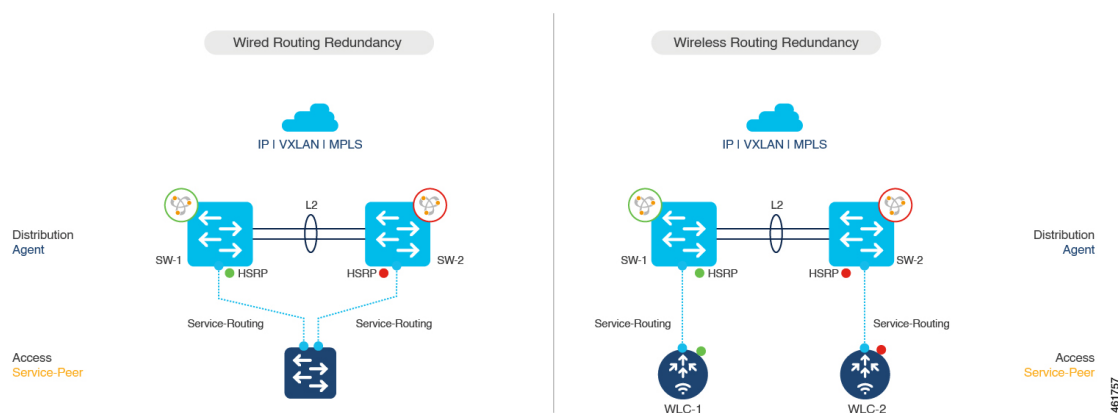 Wired Routing Redundancy
IP | VXLAN | MPLS
L2
Distribution
Agent
SW-1
SW-2
HSRP
HSRP
Service-Routing
Service-Routing
Access
Service-Peer
Wireless Routing Redundancy
IP | VXLAN | MPLS
L2
SW-1
SW-2
Distribution
Agent
HSRP
HSRP
Service-Routing
Service-Routing
Access
Service-Peer
WLC-1
WLC-2
461757